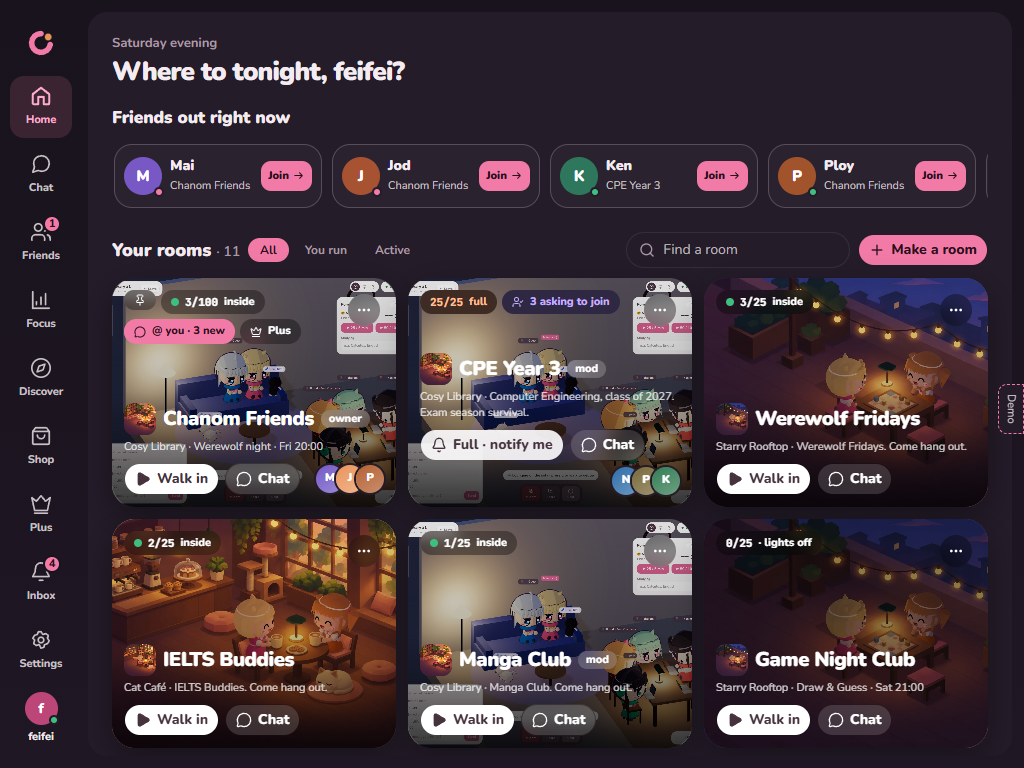 Saturday evening
Where to tonight, feifei?
Home
Friends out right now
M
Mai
Chanom Friends
Join →
J
Jod
Chanom Friends
Join →
K
Ken
CPE Year 3
Join →
P
Ploy
Chanom Friends
Join →
Chat
1
Friends
Your rooms · 11
All
You run
Active
Find a room
+ Make a room
Focus
Discover
Shop
Plus
4
Inbox
Settings
f
feifei
3/100 inside
@ you · 3 new
Plus
Chanom Friends
owner
Cosy Library · Werewolf night · Fri 20:00
Walk in
Chat
M J P
25/25 full
3 asking to join
CPE Year 3
mod
Cosy Library · Computer Engineering, class of 2027.
Exam season survival.
Full · notify me
Chat
N P K
3/25 inside
Werewolf Fridays
Starry Rooftop · Werewolf Fridays. Come hang out.
Walk in
Chat
Demo
2/25 inside
IELTS Buddies
Cat Café · IELTS Buddies. Come hang out.
Walk in
Chat
1/25 inside
Manga Club
mod
Cosy Library · Manga Club. Come hang out.
Walk in
Chat
0/25 · lights off
Game Night Club
Starry Rooftop · Draw & Guess · Sat 21:00
Walk in
Chat